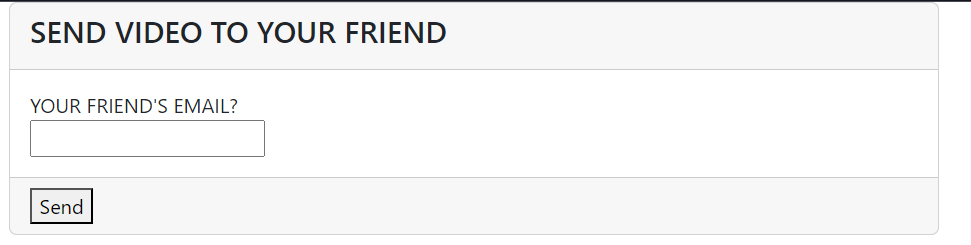 SEND VIDEO TO YOUR FRIEND
YOUR FRIEND'S EMAIL?
Send